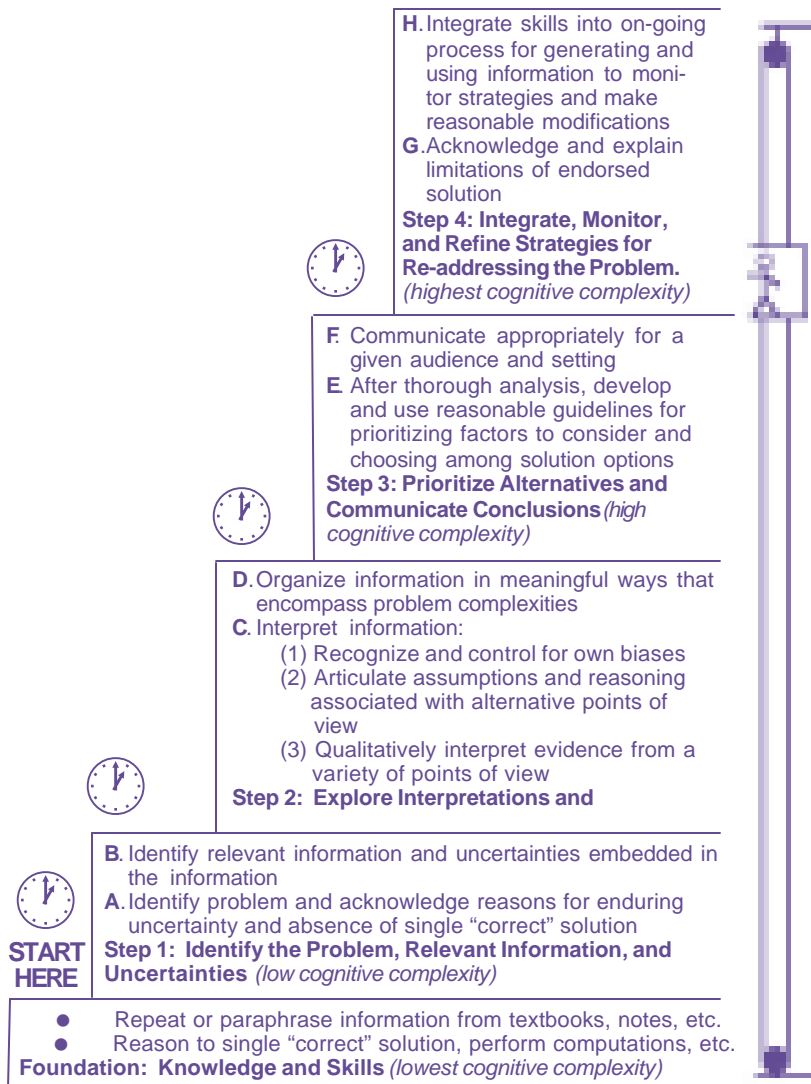 H. Integrate skills into on-going
process for generating and
using information to moni-
tor strategies and make
reasonable modifications
G. Acknowledge and explain
limitations of endorsed
solution
Step 4: Integrate, Monitor,
and Refine Strategies for
Re-addressing the Problem.
(highest cognitive complexity)
F. Communicate appropriately for a
given audience and setting
E. After thorough analysis, develop
and use reasonable guidelines for
prioritizing factors to consider and
choosing among solution options
Step 3: Prioritize Alternatives and
Communicate Conclusions (high
cognitive complexity)
D. Organize information in meaningful ways that
encompass problem complexities
C. Interpret information:
(1) Recognize and control for own biases
(2) Articulate assumptions and reasoning
associated with alternative points of
view
(3) Qualitatively interpret evidence from a
variety of points of view
Step 2: Explore Interpretations and
B. Identify relevant information and uncertainties embedded in
the information
A. Identify problem and acknowledge reasons for enduring
uncertainty and absence of single “correct” solution
Step 1: Identify the Problem, Relevant Information, and
Uncertainties (low cognitive complexity)
START
HERE
● Repeat or paraphrase information from textbooks, notes, etc.
● Reason to single “correct” solution, perform computations, etc.
Foundation: Knowledge and Skills (lowest cognitive complexity)